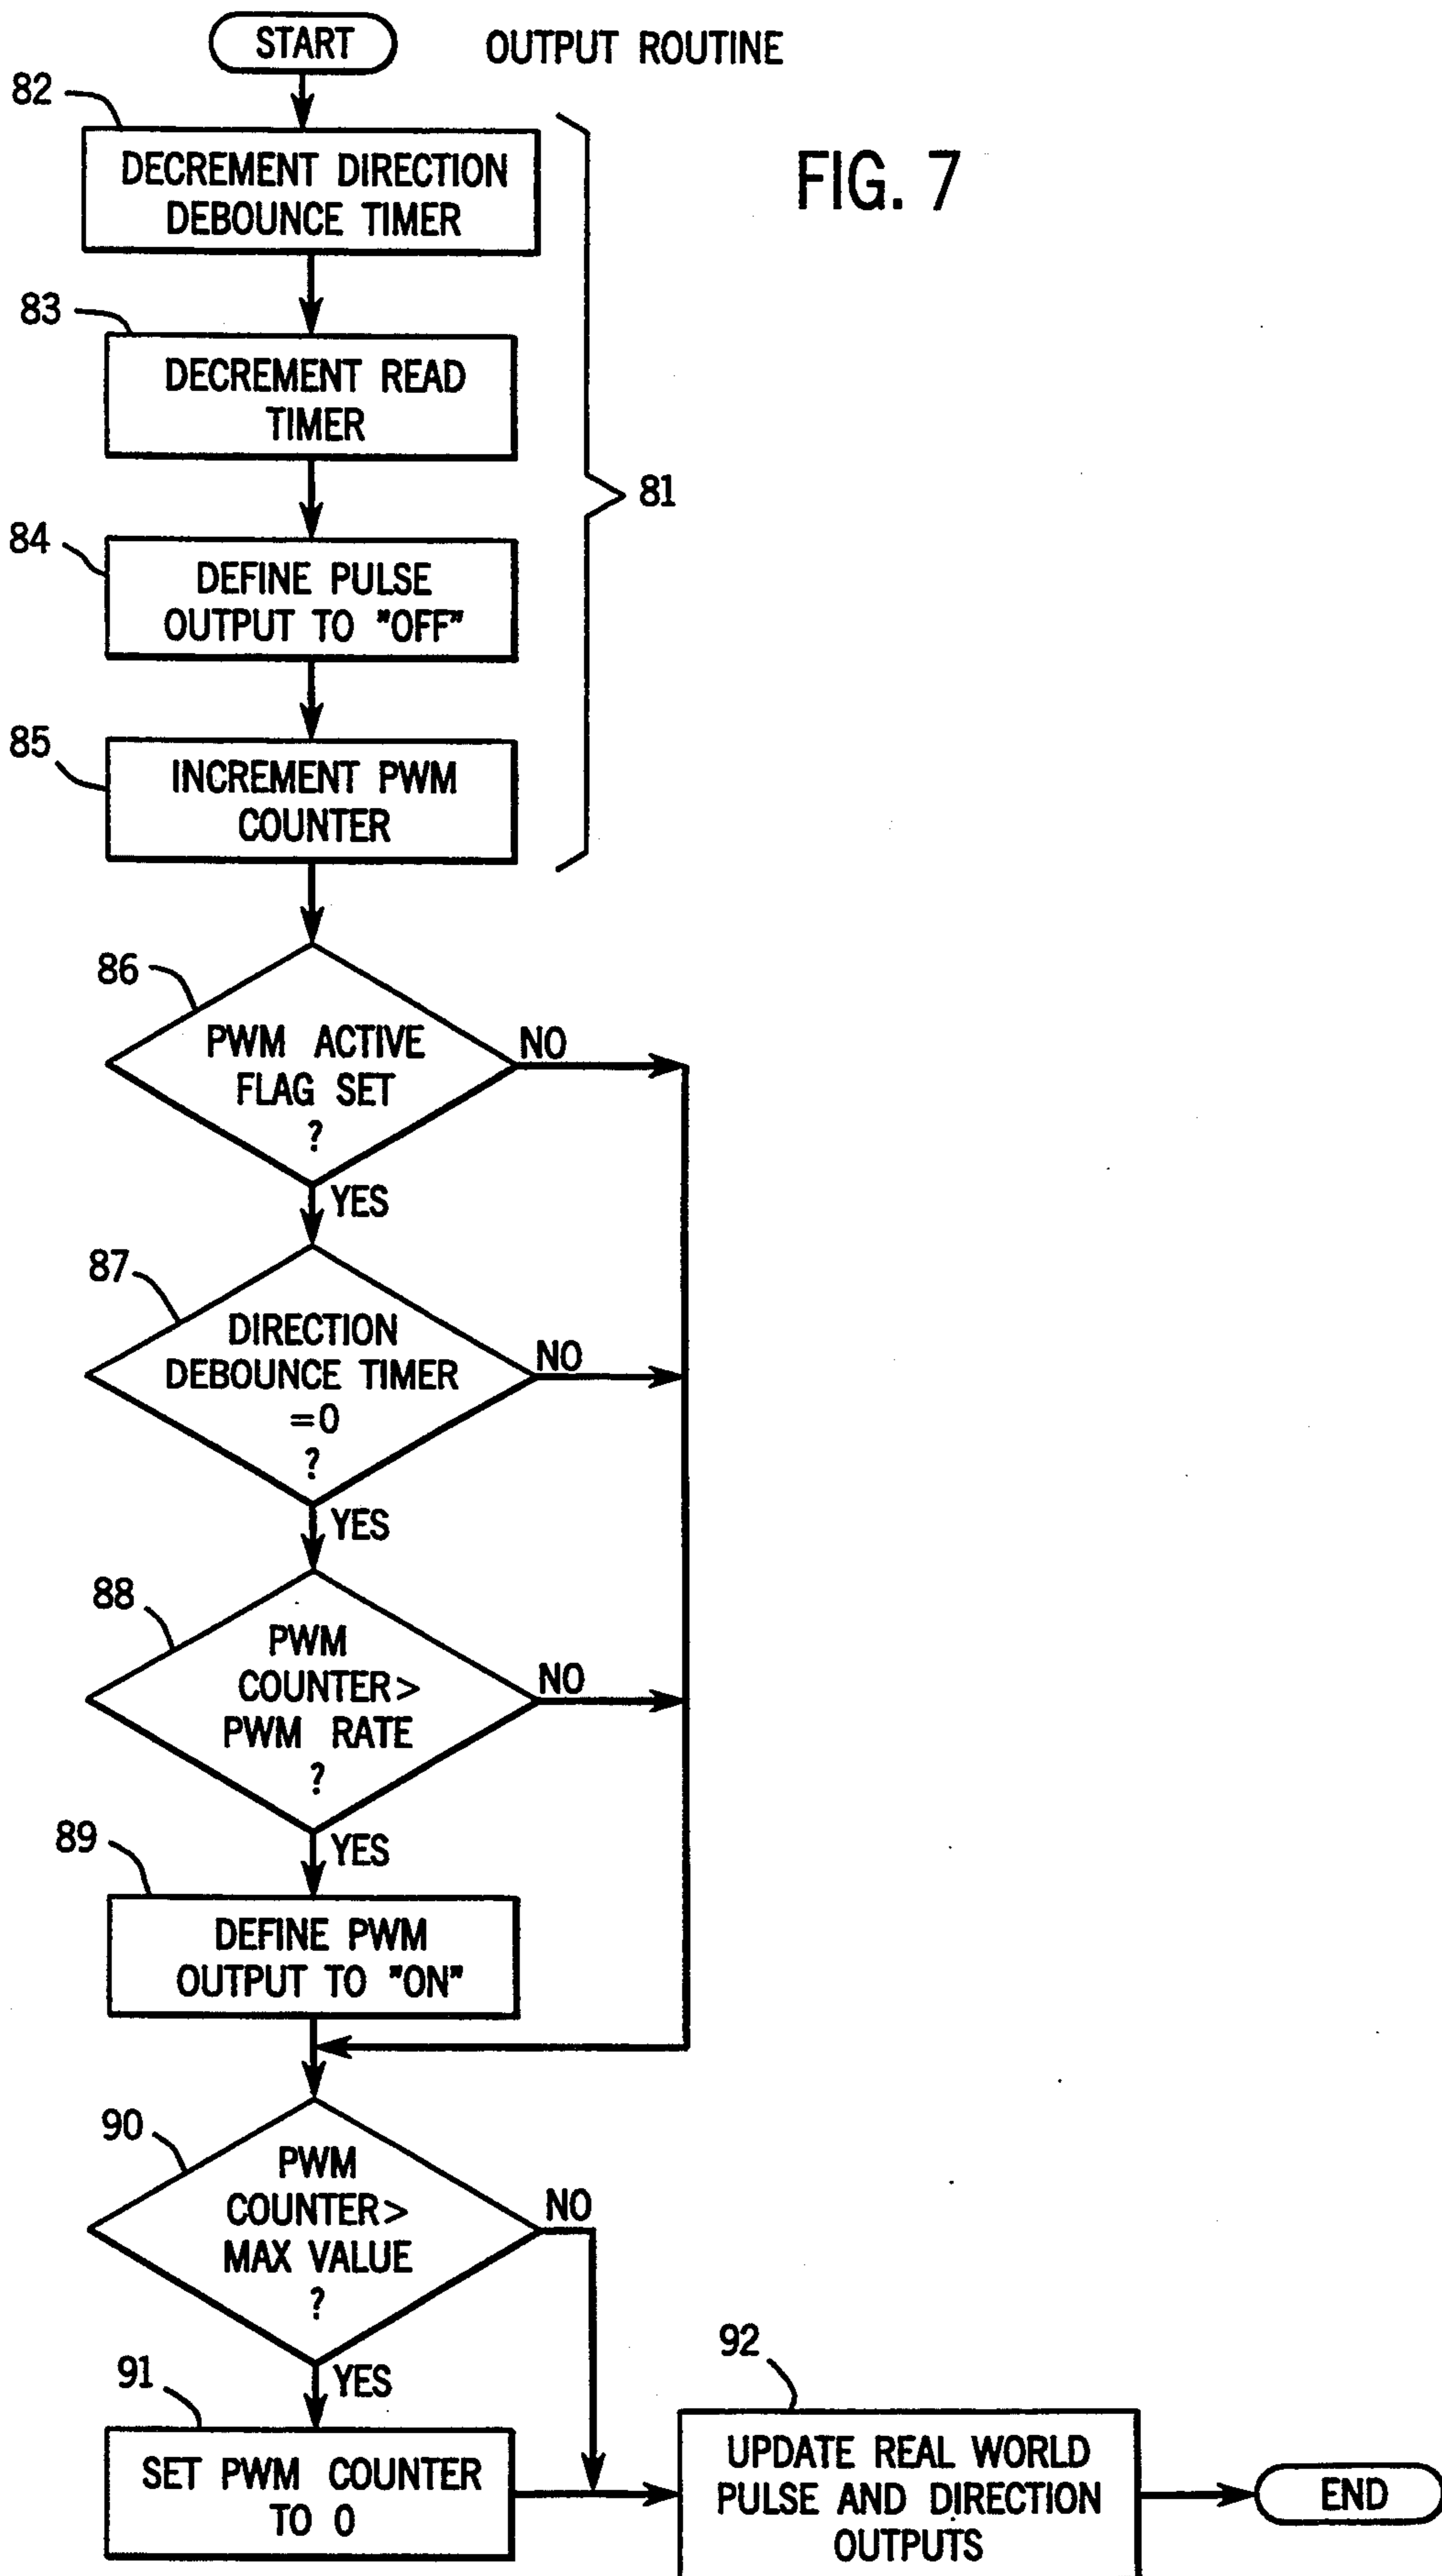 START
OUTPUT ROUTINE
FIG. 7
82
DECREMENT DIRECTION
DEBOUNCE TIMER
83
DECREMENT READ
TIMER
81
84
DEFINE PULSE
OUTPUT TO "OFF"
85
INCREMENT PWM
COUNTER
86
PWM ACTIVE
FLAG SET
?
NO
YES
87
DIRECTION
DEBOUNCE TIMER
=0
?
NO
YES
88
PWM
COUNTER>
PWM RATE
?
NO
YES
89
DEFINE PWM
OUTPUT TO "ON"
90
PWM
COUNTER>
MAX VALUE
?
NO
YES
91
SET PWM COUNTER
TO 0
92
UPDATE REAL WORLD
PULSE AND DIRECTION
OUTPUTS
END